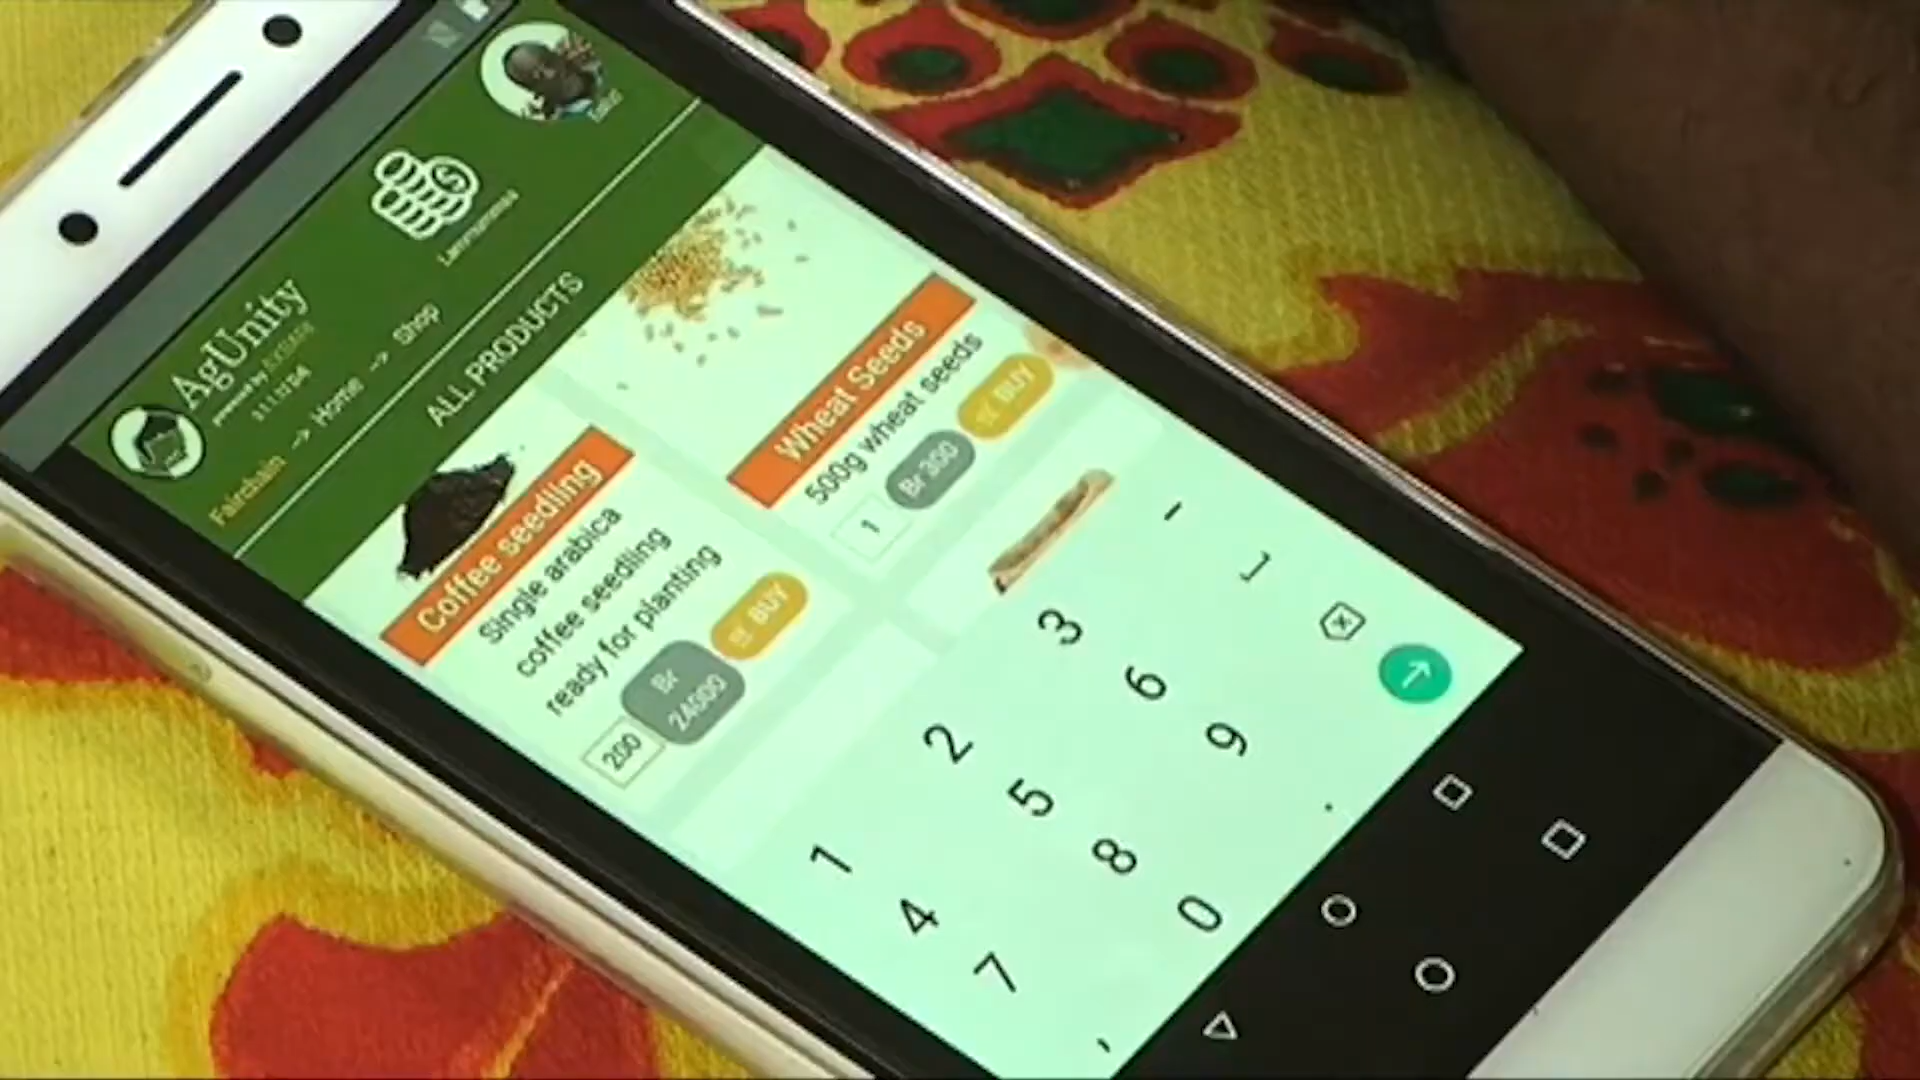 AgUnity
powered by
Fairchain -> Home -> Shop
ALL PRODUCTS
Coffee seedling
Single arabica
coffee seedling
ready for planting
200
Br
24000
BUY
Wheat Seeds
500g wheat seeds
1
Br 300
BUY
1 2 3 -
4 5 6
7 8 9
, 0 .